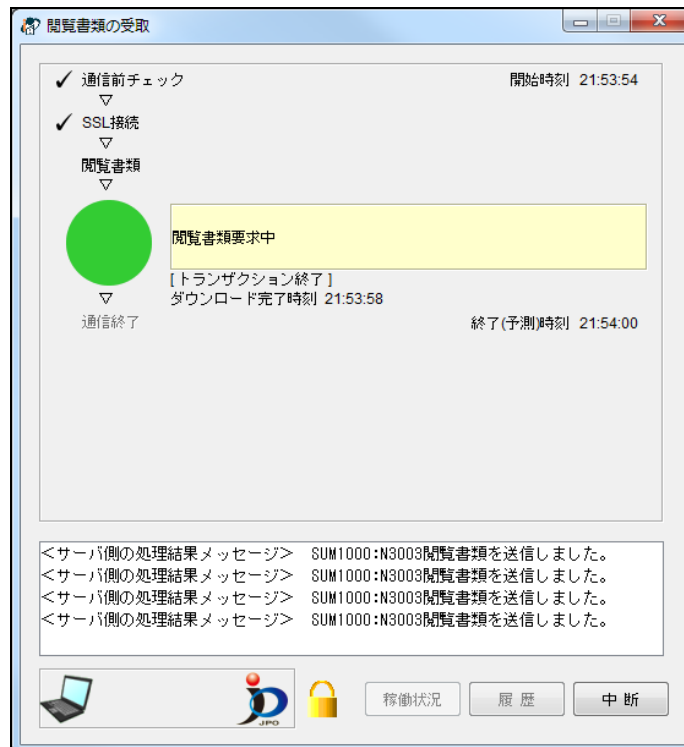 閲覧書類の受取
✓ 通信前チェック 開始時刻 21:53:54
▽
✓ SSL接続
▽
閲覧書類
▽
閲覧書類要求中
[トランザクション終了]
▽ ダウンロード完了時刻 21:53:58
通信終了 終了(予測)時刻 21:54:00
<サーバ側の処理結果メッセージ> SUM1000:N3003閲覧書類を送信しました。
<サーバ側の処理結果メッセージ> SUM1000:N3003閲覧書類を送信しました。
<サーバ側の処理結果メッセージ> SUM1000:N3003閲覧書類を送信しました。
<サーバ側の処理結果メッセージ> SUM1000:N3003閲覧書類を送信しました。
JPO 稼働状況 履歴 中断